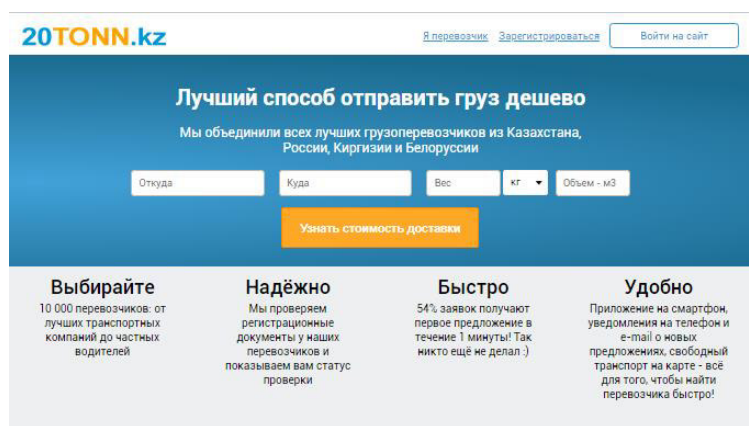 20TONN.kz
Я перевозчик Зарегистрироваться Войти на сайт
Лучший способ отправить груз дешево
Мы объединили всех лучших грузоперевозчиков из Казахстана,
России, Киргизии и Белоруссии
Откуда Куда Вес кг Объем - м3
Узнать стоимость доставки
Выбирайте
10 000 перевозчиков: от
лучших транспортных
компаний до частных
водителей
Надёжно
Мы проверяем
регистрационные
документы у наших
перевозчиков и
показываем вам статус
проверки
Быстро
54% заявок получают
первое предложение в
течение 1 минуты! Так
никто ещё не делал :)
Удобно
Приложение на смартфон,
уведомления на телефон и
e-mail о новых
предложениях, свободный
транспорт на карте - всё
для того, чтобы найти
перевозчика быстро!